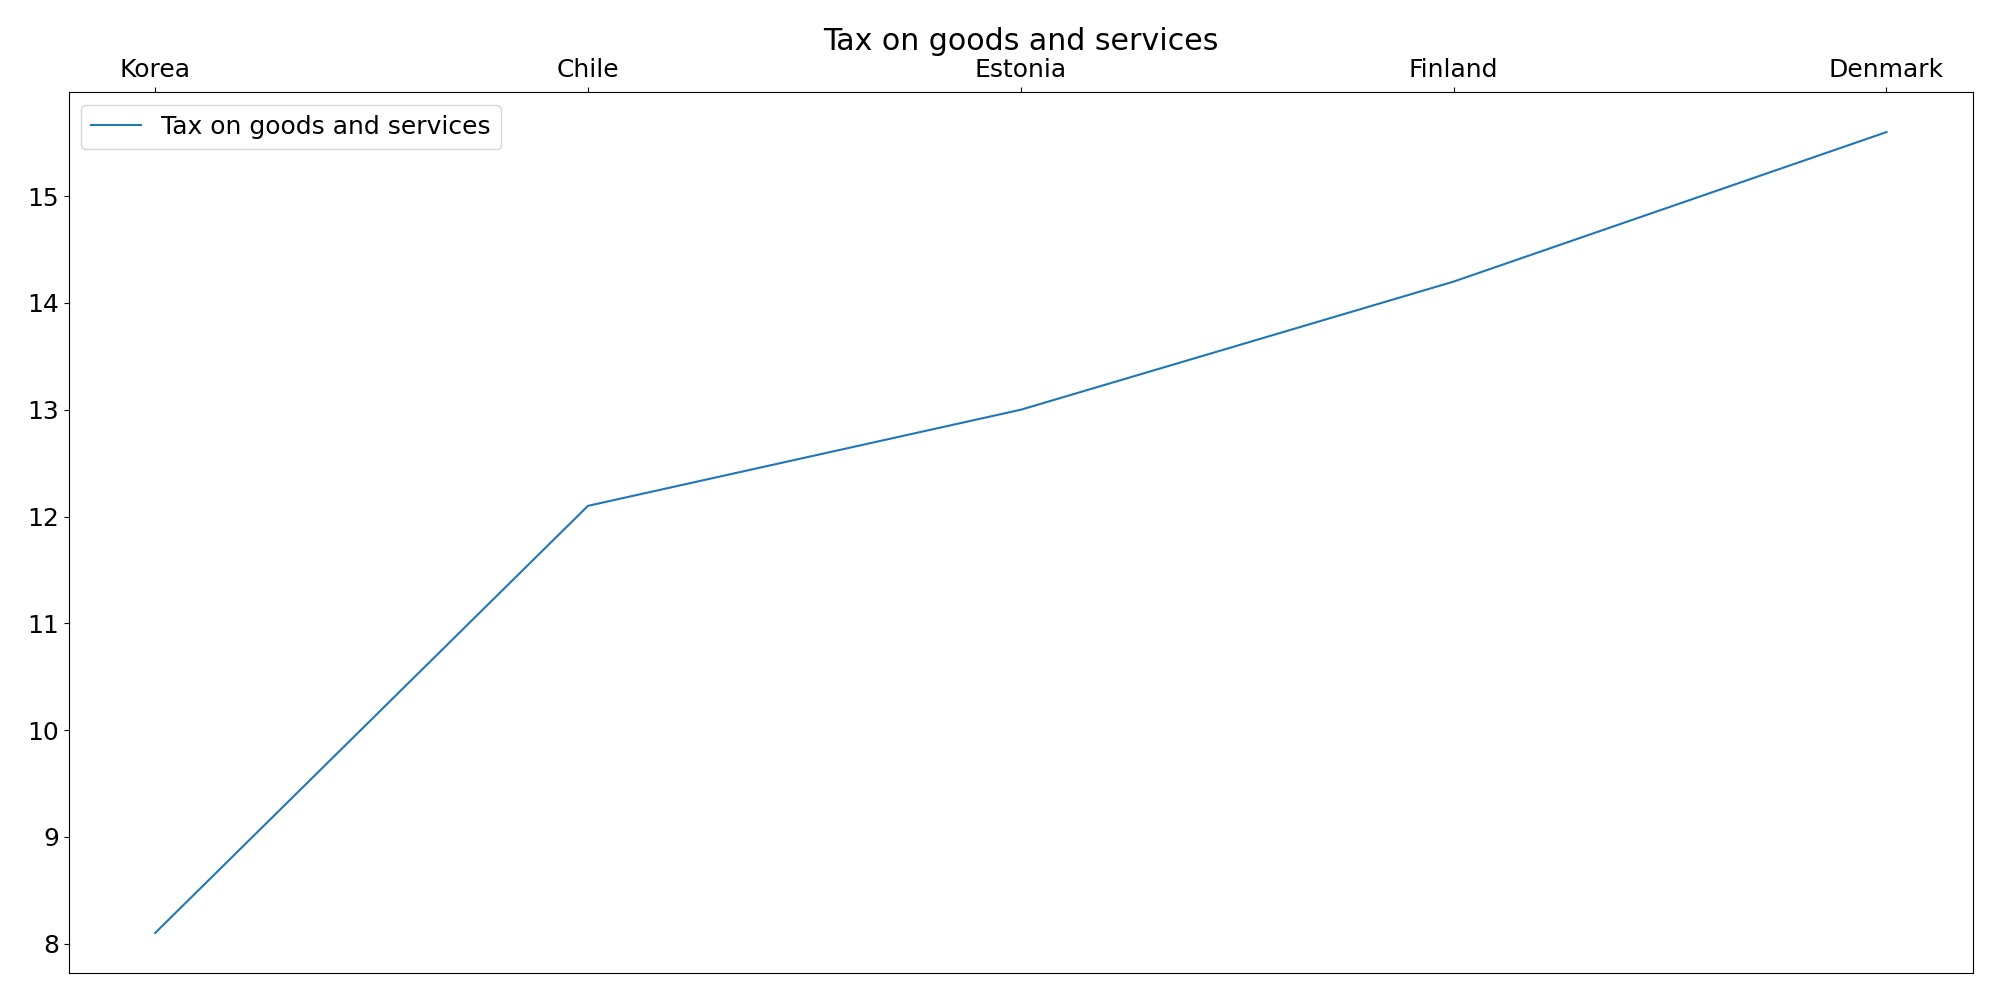 Tax on goods and services
Korea Chile Estonia Finland Denmark
Tax on goods and services
15
14
13
12
11
10
9
8